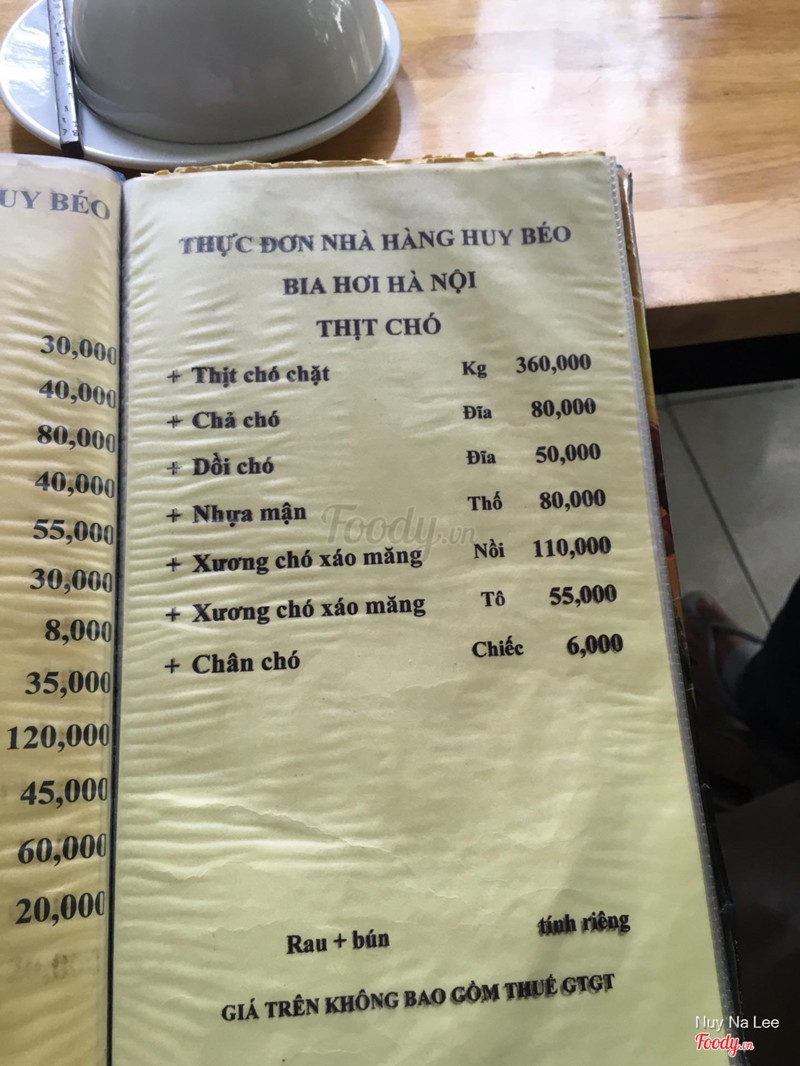 UY BÉO
30,000
40,000
80,000
40,000
55,000
30,000
8,000
35,000
120,000
45,000
60,000
20,000
THỰC ĐƠN NHÀ HÀNG HUY BÉO
BIA HƠI HÀ NỘI
THỊT CHÓ
+ Thịt chó chặt Kg 360,000
+ Chả chó Đĩa 80,000
+ Dồi chó Đĩa 50,000
+ Nhựa mận Thố 80,000
+ Xương chó xáo măng Nồi 110,000
+ Xương chó xáo măng Tô 55,000
+ Chân chó Chiếc 6,000
Rau + bún tính riêng
GIÁ TRÊN KHÔNG BAO GỒM THUẾ GTGT
Foody.vn
Nuy Na Lee
Foody.vn